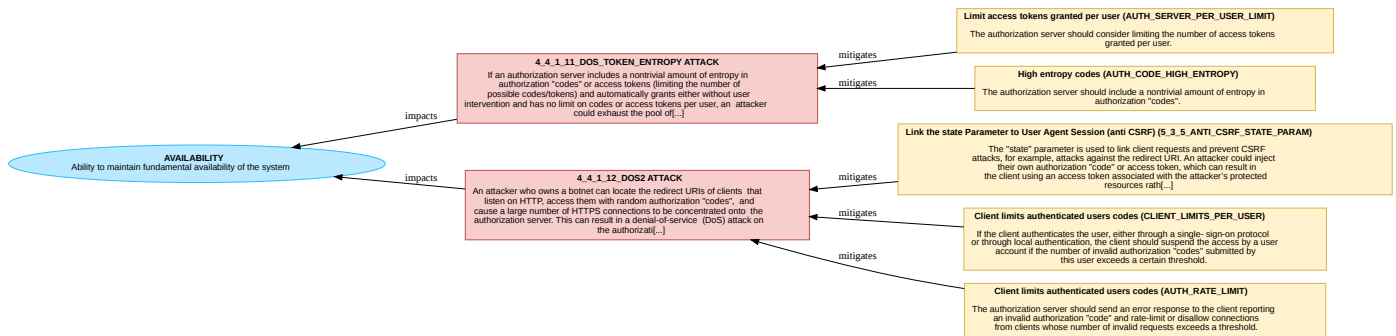 Limit access tokens granted per user (AUTH_SERVER_PER_USER_LIMIT)
The authorization server should consider limiting the number of access tokens
granted per user.
mitigates
4_4_1_11_DOS_TOKEN_ENTROPY ATTACK
If an authorization server includes a nontrivial amount of entropy in
authorization "codes" or access tokens (limiting the number of
possible codes/tokens) and automatically grants either without user
intervention and has no limit on codes or access tokens per user, an attacker
could exhaust the pool of[...]
High entropy codes (AUTH_CODE_HIGH_ENTROPY)
The authorization server should include a nontrivial amount of entropy in
authorization "codes".
mitigates
impacts
AVAILABILITY
Ability to maintain fundamental availability of the system
Link the state Parameter to User Agent Session (anti CSRF) (5_3_5_ANTI_CSRF_STATE_PARAM)
The "state" parameter is used to link client requests and prevent CSRF
attacks, for example, attacks against the redirect URI. An attacker could inject
their own authorization "code" or access token, which can result in
the client using an access token associated with the attacker's protected
resources rath[...]
mitigates
impacts
4_4_1_12_DOS2 ATTACK
An attacker who owns a botnet can locate the redirect URIs of clients that
listen on HTTP, access them with random authorization "codes", and
cause a large number of HTTPS connections to be concentrated onto the
authorization server. This can result in a denial-of-service (DoS) attack on
the authorizati[...]
mitigates
Client limits authenticated users codes (CLIENT_LIMITS_PER_USER)
If the client authenticates the user, either through a single- sign-on protocol
or through local authentication, the client should suspend the access by a user
account if the number of invalid authorization "codes" submitted by
this user exceeds a certain threshold.
mitigates
Client limits authenticated users codes (AUTH_RATE_LIMIT)
The authorization server should send an error response to the client reporting
an invalid authorization "code" and rate-limit or disallow connections
from clients whose number of invalid requests exceeds a threshold.